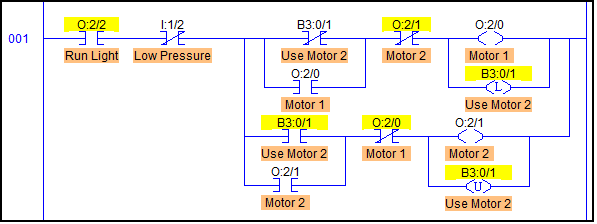 O:2/2 I:1/2 B3:0/1 O:2/1 O:2/0
001
Run Light Low Pressure Use Motor 2 Motor 2 Motor 1
O:2/0 B3:0/1
L
Motor 1 Use Motor 2
B3:0/1 O:2/0 O:2/1
Use Motor 2 Motor 1 Motor 2
O:2/1 B3:0/1
U
Motor 2 Use Motor 2